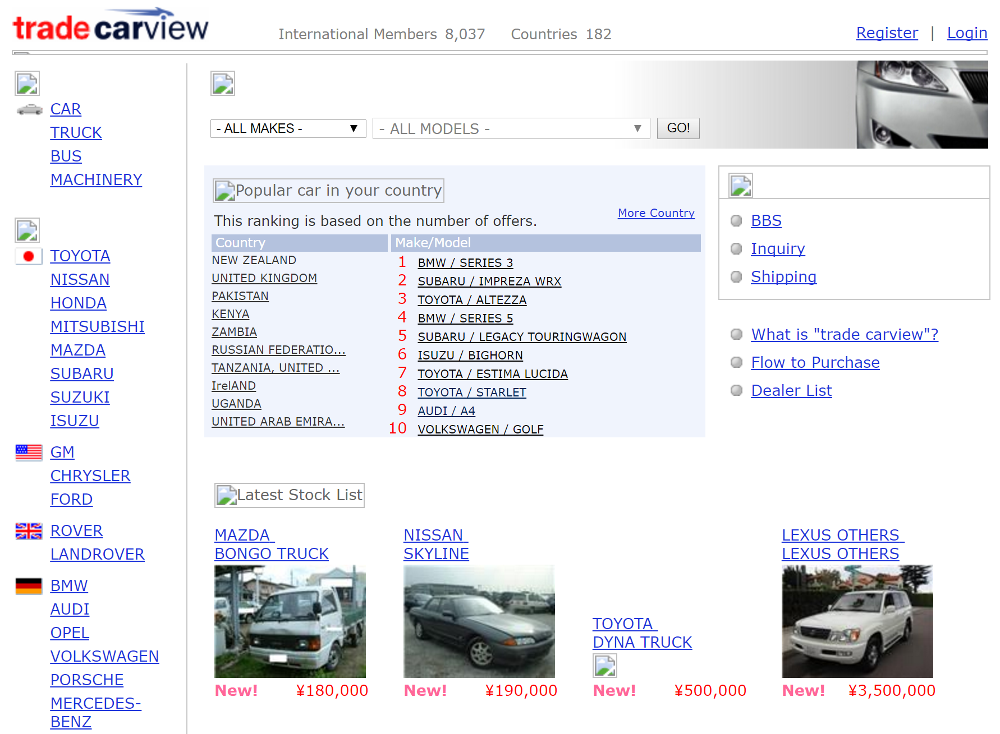 trade carview
International Members 8,037 Countries 182
Register | Login
CAR
TRUCK
BUS
MACHINERY
TOYOTA
NISSAN
HONDA
MITSUBISHI
MAZDA
SUBARU
SUZUKI
ISUZU
GM
CHRYSLER
FORD
ROVER
LANDROVER
BMW
AUDI
OPEL
VOLKSWAGEN
PORSCHE
MERCEDES-
BENZ
- ALL MAKES - - ALL MODELS - GO!
Popular car in your country
This ranking is based on the number of offers.
More Country
Country
NEW ZEALAND
UNITED KINGDOM
PAKISTAN
KENYA
ZAMBIA
RUSSIAN FEDERATIO...
TANZANIA, UNITED ...
IrelAND
UGANDA
UNITED ARAB EMIRA...
Make/Model
1 BMW / SERIES 3
2 SUBARU / IMPREZA WRX
3 TOYOTA / ALTEZZA
4 BMW / SERIES 5
5 SUBARU / LEGACY TOURINGWAGON
6 ISUZU / BIGHORN
7 TOYOTA / ESTIMA LUCIDA
8 TOYOTA / STARLET
9 AUDI / A4
10 VOLKSWAGEN / GOLF
BBS
Inquiry
Shipping
What is "trade carview"?
Flow to Purchase
Dealer List
Latest Stock List
MAZDA
BONGO TRUCK
New! ¥180,000
NISSAN
SKYLINE
New! ¥190,000
TOYOTA
DYNA TRUCK
New! ¥500,000
LEXUS OTHERS
LEXUS OTHERS
New! ¥3,500,000